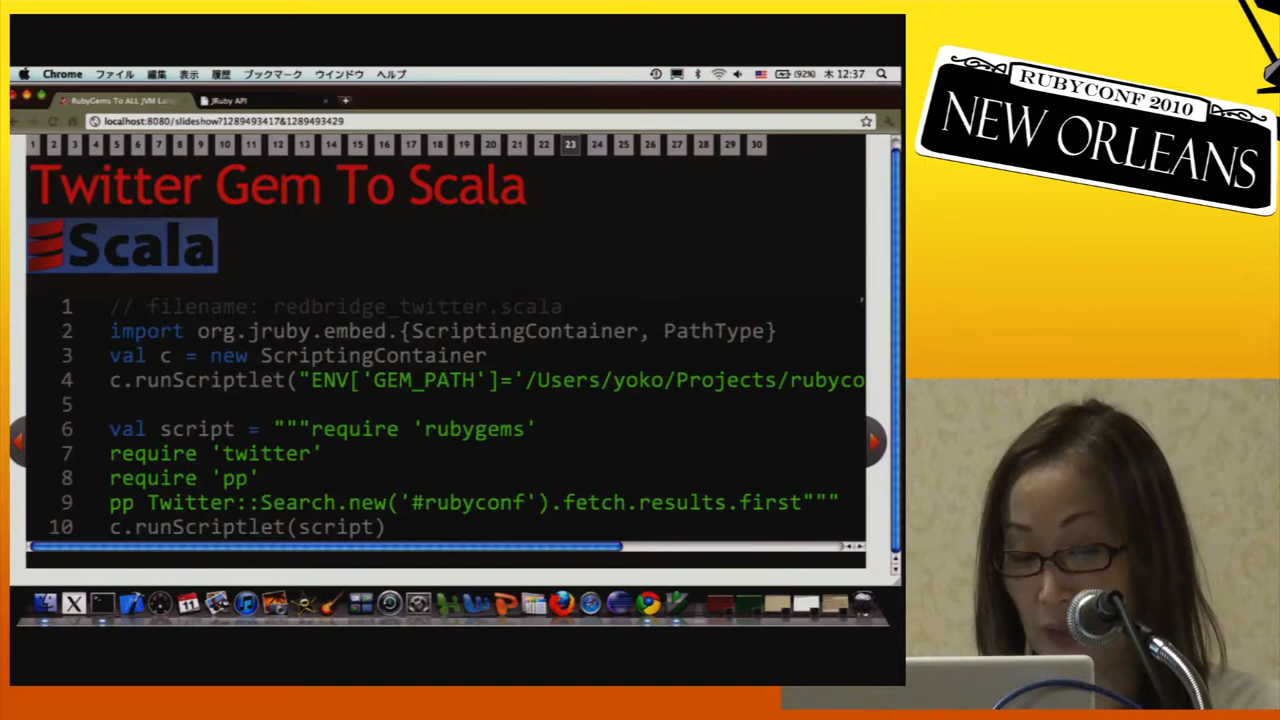 Chrome ファイル 編集 表示 履歴 ブックマーク ウインドウ ヘルプ (92%) 木 12:37
RubyGems To ALL JVM Lan
JRuby API
localhost:8080/slideshow?1289493417&1289493429
1 2 3 4 5 6 7 8 9 10 11 12 13 14 15 16 17 18 19 20 21 22 23 24 25 26 27 28 29 30
Twitter Gem To Scala
Scala
1 // filename: redbridge_twitter.scala
2 import org.jruby.embed.{ScriptingContainer, PathType}
3 val c = new ScriptingContainer
4 c.runScriptlet("ENV['GEM_PATH']='/Users/yoko/Projects/rubyco
5
6 val script = """require 'rubygems'
7 require 'twitter'
8 require 'pp'
9 pp Twitter::Search.new('#rubyconf').fetch.results.first"""
10 c.runScriptlet(script)
11
RUBYCONF 2010
NEW ORLEANS